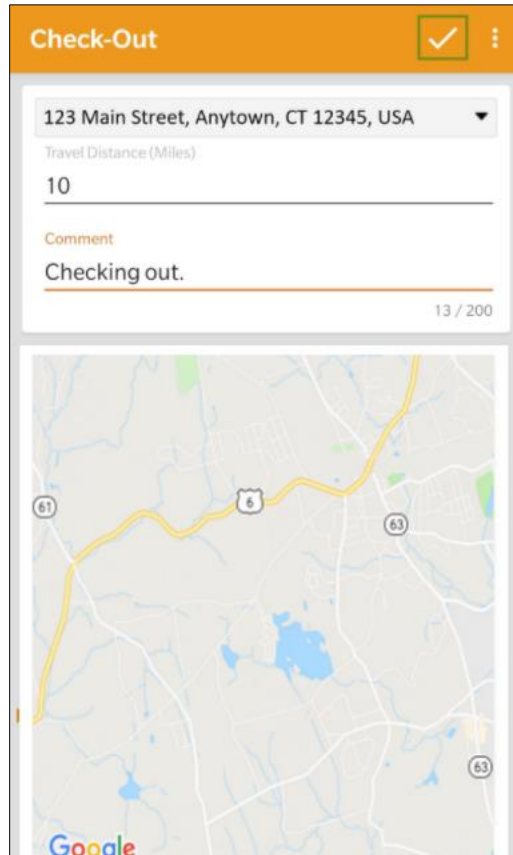 Check-Out
123 Main Street, Anytown, CT 12345, USA
Travel Distance (Miles)
10
Comment
Checking out.
13 / 200
61
6
63
63
Google